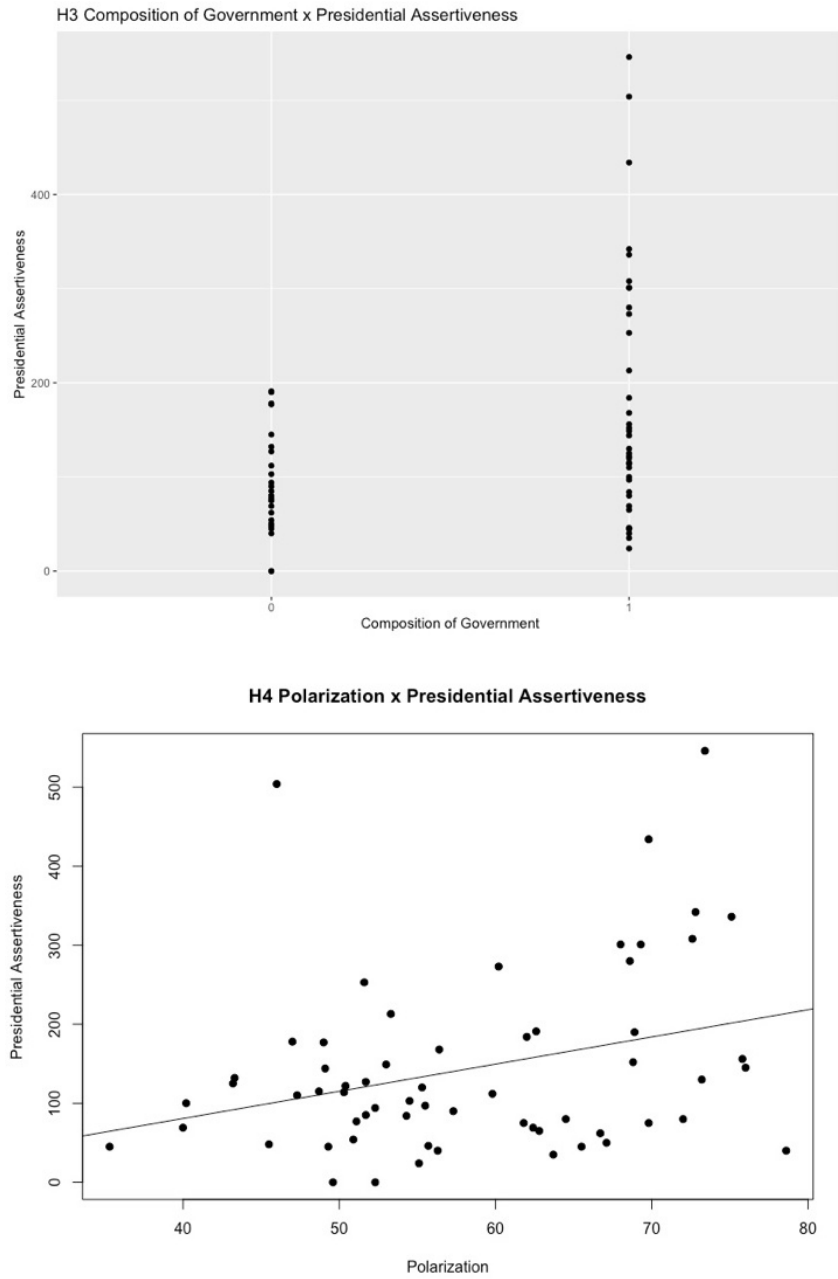 H3 Composition of Government x Presidential Assertiveness
Presidential Assertiveness
400
200
0
0 1
Composition of Government
H4 Polarization x Presidential Assertiveness
Presidential Assertiveness
500
400
300
200
100
0
40 50 60 70 80
Polarization